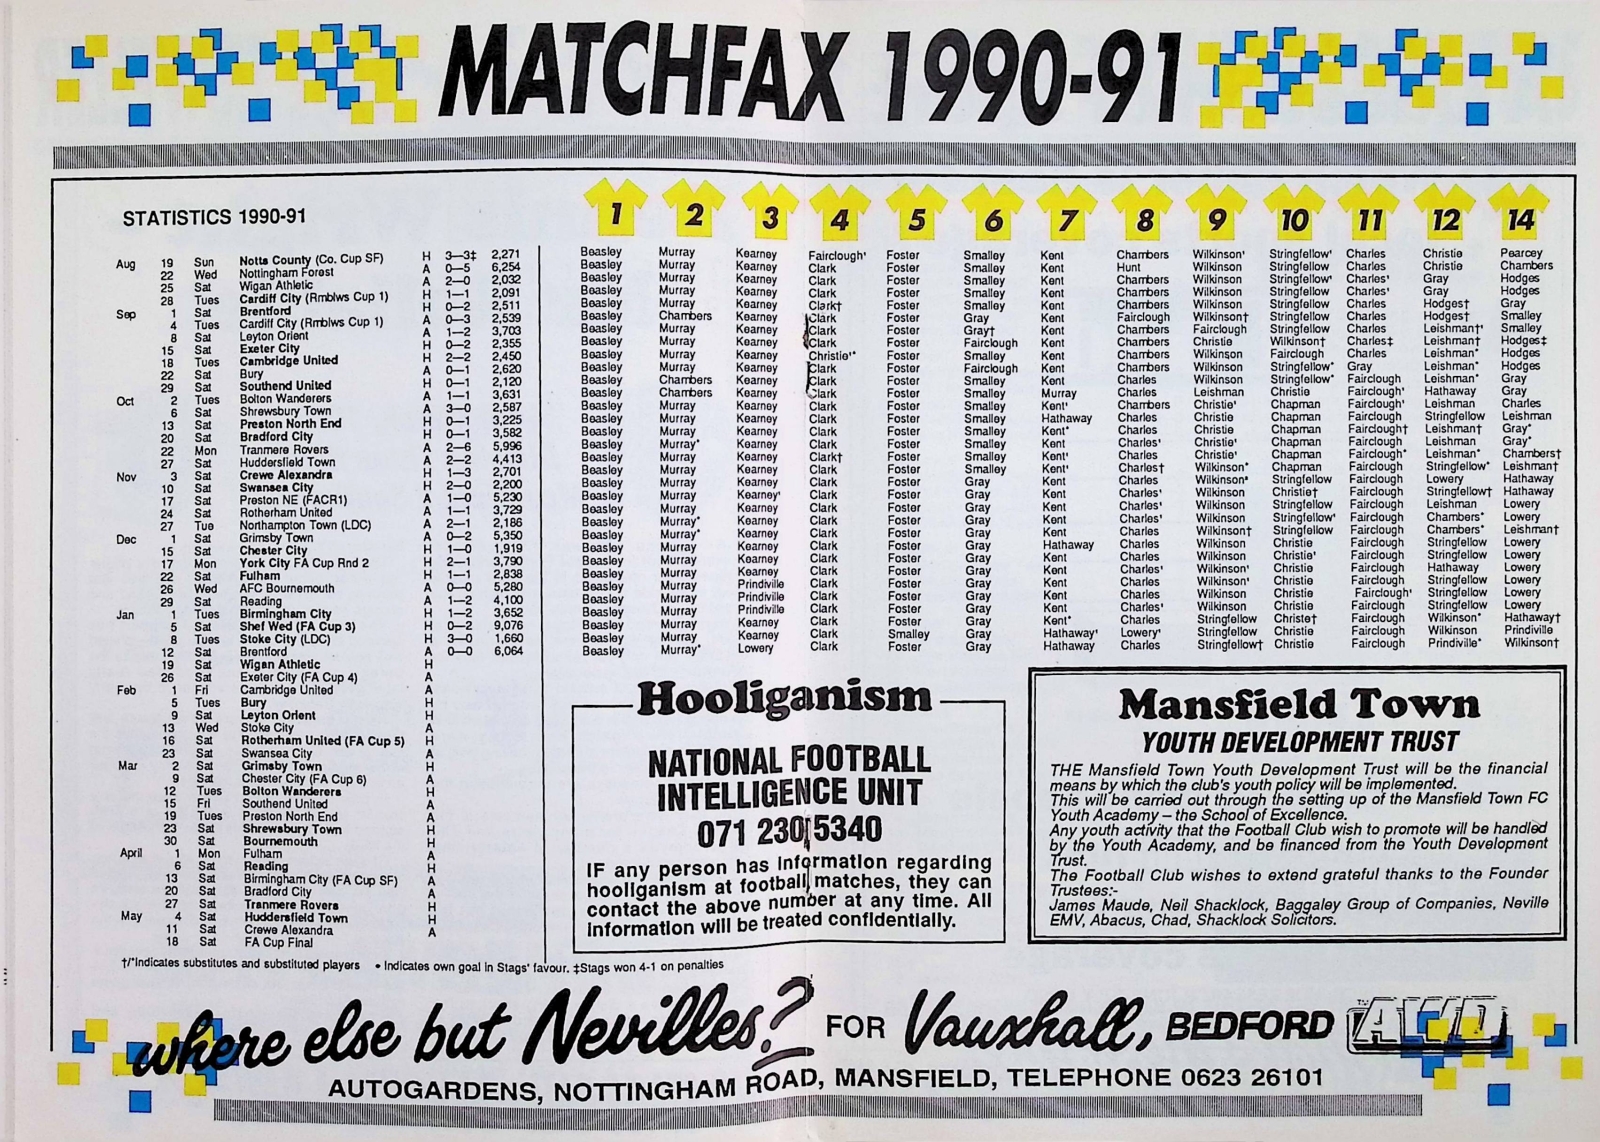 MATCHFAX 1990-91
STATISTICS 1990-91
1 2 3 4 5 6 7 8 9 10 11 12 14
Aug 19 Sun Notts County (Co. Cup SF) H 3—3‡ 2,271 Beasley Murray Kearney Fairclough' Foster Smalley Kent Chambers Wilkinson' Stringfellow' Charles Christie Pearcey
22 Wed Nottingham Forest A 0—5 6,254 Beasley Murray Kearney Clark Foster Smalley Kent Hunt Wilkinson Stringfellow Charles Christie Chambers
25 Sat Wigan Athletic A 2—0 2,032 Beasley Murray Kearney Clark Foster Smalley Kent Chambers Wilkinson Stringfellow* Charles' Gray Hodges
28 Tues Cardiff City (Rmblws Cup 1) H 1—1 2,091 Beasley Murray Kearney Clark Foster Smalley Kent Chambers Wilkinson Stringfellow Charles' Gray Hodges
Sep 1 Sat Brentford H 0—2 2,511 Beasley Murray Kearney Clark† Foster Smalley Kent Chambers Wilkinson Stringfellow Charles Hodges† Gray
4 Tues Cardiff City (Rmblws Cup 1) A 0—3 2,539 Beasley Chambers Kearney Clark Foster Gray Kent Fairclough Wilkinson† Stringfellow Charles Hodges† Smalley
8 Sat Leyton Orient A 1—2 3,703 Beasley Murray Kearney Clark Foster Gray† Kent Chambers Fairclough Stringfellow Charles Leishman†' Smalley
15 Sat Exeter City H 0—2 2,355 Beasley Murray Kearney Clark Foster Fairclough Kent Chambers Christie Wilkinson† Charles‡ Leishman† Hodges‡
18 Tues Cambridge United H 2—2 2,450 Beasley Murray Kearney Christie'* Foster Smalley Kent Chambers Wilkinson Fairclough Charles Leishman* Hodges
22 Sat Bury A 0—1 2,620 Beasley Murray Kearney Clark Foster Fairclough Kent Chambers Wilkinson Stringfellow* Gray Leishman* Hodges
29 Sat Southend United H 0—1 2,120 Beasley Chambers Kearney Clark Foster Smalley Kent Charles Wilkinson Stringfellow* Fairclough Leishman* Gray
Oct 2 Tues Bolton Wanderers A 1—1 3,631 Beasley Chambers Kearney Clark Foster Smalley Murray Charles Leishman Christie Fairclough' Hathaway Gray
6 Sat Shrewsbury Town A 3—0 2,587 Beasley Murray Kearney Clark Foster Smalley Kent' Chambers Christie' Chapman Fairclough' Leishman Charles
13 Sat Preston North End H 0—1 3,225 Beasley Murray Kearney Clark Foster Smalley Hathaway Charles Christie Chapman Fairclough Stringfellow Leishman
20 Sat Bradford City H 0—1 3,582 Beasley Murray Kearney Clark Foster Smalley Kent* Charles Christie Chapman Fairclough† Leishman† Gray*
22 Mon Tranmere Rovers A 2—6 5,996 Beasley Murray* Kearney Clark Foster Smalley Kent Charles' Christie' Chapman Fairclough Leishman Gray*
27 Sat Huddersfield Town A 2—2 4,413 Beasley Murray Kearney Clark† Foster Smalley Kent Charles Christie' Chapman Fairclough* Leishman* Chambers†
Nov 3 Sat Crewe Alexandra H 1—3 2,701 Beasley Murray Kearney Clark Foster Smalley Kent' Charles† Wilkinson* Chapman Fairclough Stringfellow* Leishman†
10 Sat Swansea City H 2—0 2,200 Beasley Murray Kearney Clark Foster Gray Kent Charles Wilkinson* Stringfellow Fairclough Lowery Hathaway
17 Sat Preston NE (FACR1) A 1—0 5,230 Beasley Murray Kearney' Clark Foster Gray Kent Charles' Wilkinson Christie† Fairclough Stringfellow† Hathaway
24 Sat Rotherham United A 1—1 3,729 Beasley Murray Kearney Clark Foster Gray Kent Charles' Wilkinson Stringfellow Fairclough Leishman Lowery
27 Tue Northampton Town (LDC) A 2—1 2,186 Beasley Murray* Kearney Clark Foster Gray Kent Charles' Wilkinson Stringfellow' Fairclough Chambers* Lowery
Dec 1 Sat Grimsby Town A 0—2 5,350 Beasley Murray* Kearney Clark Foster Gray Kent Charles Wilkinson† Stringfellow Fairclough Chambers* Leishman†
15 Sat Chester City H 1—0 1,919 Beasley Murray Kearney Clark Foster Gray Hathaway Charles Wilkinson Christie Fairclough Stringfellow Lowery
17 Mon York City FA Cup Rnd 2 H 2—1 3,790 Beasley Murray Kearney Clark Foster Gray Kent Charles Wilkinson Christie' Fairclough Stringfellow Lowery
22 Sat Fulham H 1—1 2,838 Beasley Murray Kearney Clark Foster Gray Kent Charles' Wilkinson Christie Fairclough Hathaway Lowery
26 Wed AFC Bournemouth A 0—0 5,280 Beasley Murray Prindiville Clark Foster Gray Kent Charles Wilkinson' Christie Fairclough Stringfellow Lowery
29 Sat Reading A 1—2 4,100 Beasley Murray Prindiville Clark Foster Gray Kent Charles Wilkinson Christie Fairclough' Stringfellow Lowery
Jan 1 Tues Birmingham City H 1—2 3,652 Beasley Murray Prindiville Clark Foster Gray Kent Charles' Wilkinson Christie Fairclough Stringfellow Lowery
5 Sat Shef Wed (FA Cup 3) H 0—2 9,076 Beasley Murray Kearney Clark Foster Gray Kent* Charles Stringfellow Christe† Fairclough Wilkinson* Hathaway†
8 Tues Stoke City (LDC) H 3—0 1,660 Beasley Murray Kearney Clark Smalley Gray Hathaway' Lowery' Stringfellow Christie Fairclough Wilkinson Prindiville
12 Sat Brentford A 0—0 6,064 Beasley Murray* Lowery Clark Foster Gray Hathaway Charles Stringfellow† Christie Fairclough Prindiville* Wilkinson†
19 Sat Wigan Athletic H
26 Sat Exeter City (FA Cup 4) A
Feb 1 Fri Cambridge United A
5 Tues Bury H
9 Sat Leyton Orient H
13 Wed Stoke City A
16 Sat Rotherham United (FA Cup 5) H
23 Sat Swansea City A
Mar 2 Sat Grimsby Town H
9 Sat Chester City (FA Cup 6) A
12 Tues Bolton Wanderers H
15 Fri Southend United A
19 Tues Preston North End A
23 Sat Shrewsbury Town H
30 Sat Bournemouth H
April 1 Mon Fulham A
6 Sat Reading H
13 Sat Birmingham City (FA Cup SF) A
20 Sat Bradford City A
27 Sat Tranmere Rovers H
May 4 Sat Huddersfield Town H
11 Sat Crewe Alexandra A
18 Sat FA Cup Final
†/*Indicates substitutes and substituted players • Indicates own goal in Stags' favour. ‡Stags won 4-1 on penalties
Hooliganism
NATIONAL FOOTBALL
INTELLIGENCE UNIT
071 230 5340
IF any person has information regarding
hooliganism at football matches, they can
contact the above number at any time. All
information will be treated confidentially.
Mansfield Town
YOUTH DEVELOPMENT TRUST
THE Mansfield Town Youth Development Trust will be the financial
means by which the club's youth policy will be implemented.
This will be carried out through the setting up of the Mansfield Town FC
Youth Academy – the School of Excellence.
Any youth activity that the Football Club wish to promote will be handled
by the Youth Academy, and be financed from the Youth Development
Trust.
The Football Club wishes to extend grateful thanks to the Founder
Trustees:-
James Maude, Neil Shacklock, Baggaley Group of Companies, Neville
EMV, Abacus, Chad, Shacklock Solicitors.
where else but Nevilles? FOR Vauxhall, BEDFORD AWD
AUTOGARDENS, NOTTINGHAM ROAD, MANSFIELD, TELEPHONE 0623 26101